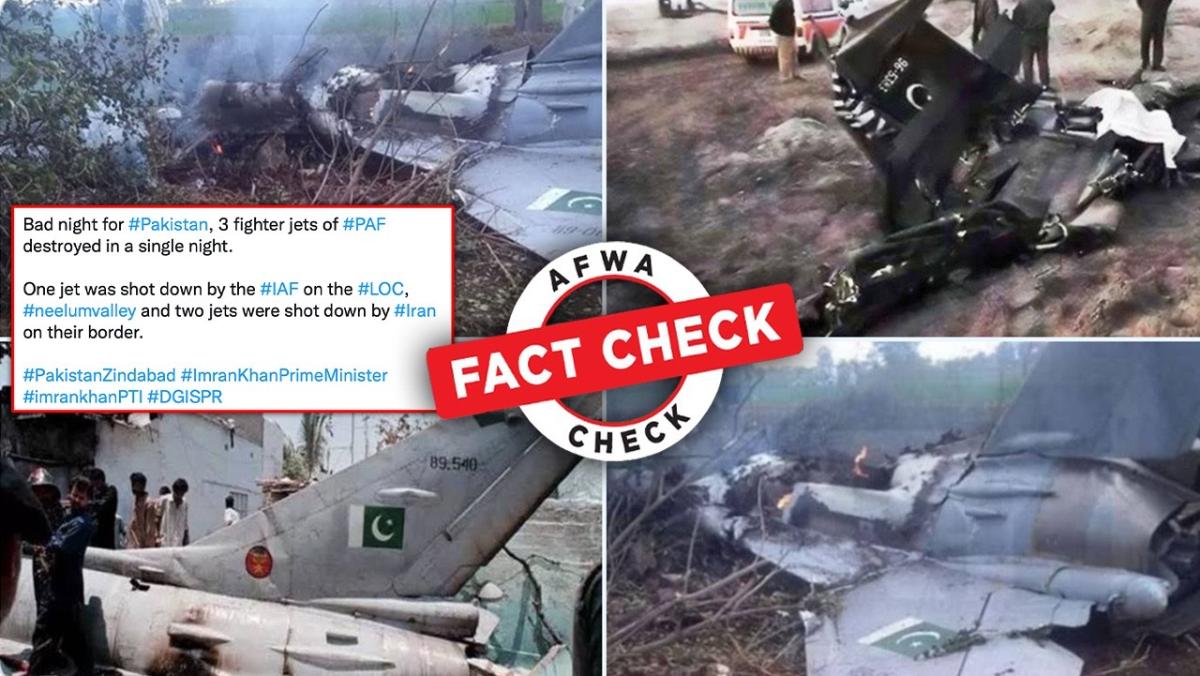 Bad night for #Pakistan, 3 fighter jets of #PAF
destroyed in a single night.
One jet was shot down by the #IAF on the #LOC,
#neelumvalley and two jets were shot down by #Iran
on their border.
#PakistanZindabad #ImranKhanPrimeMinister
#imrankhanPTI #DGISPR
AFWA
FACT CHECK
CHECK
89.540